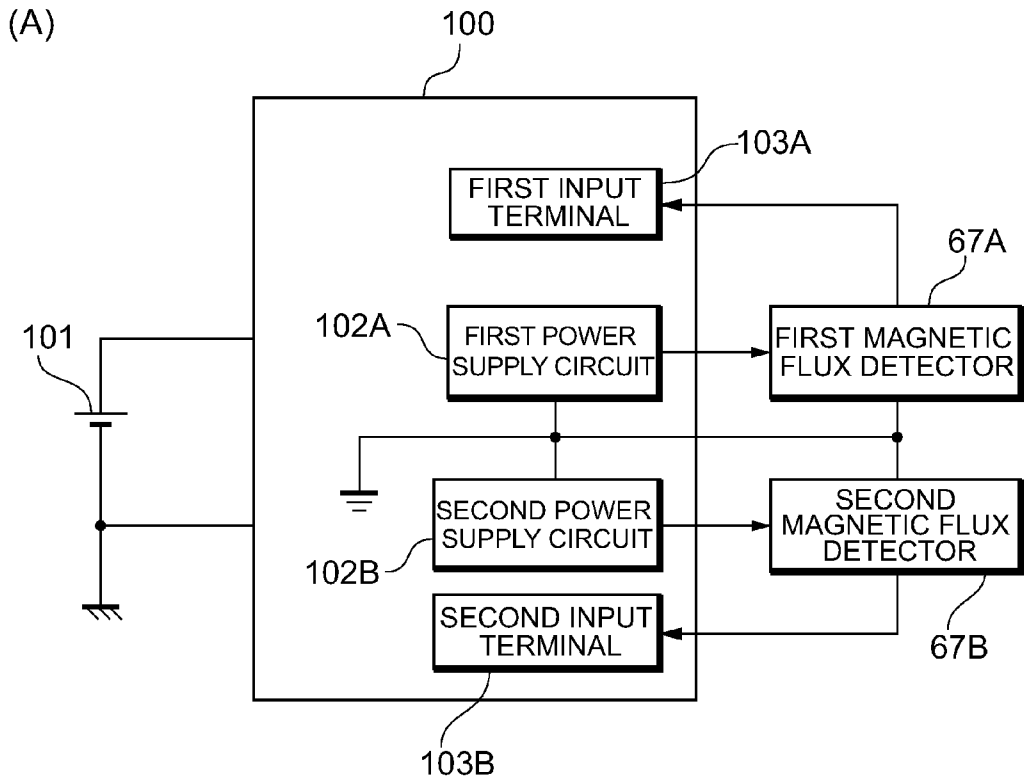 (A)
100
103A
FIRST INPUT
TERMINAL
67A
102A
FIRST POWER
SUPPLY CIRCUIT
FIRST MAGNETIC
FLUX DETECTOR
101
SECOND POWER
SUPPLY CIRCUIT
SECOND
MAGNETIC FLUX
DETECTOR
102B
SECOND INPUT
TERMINAL
67B
103B